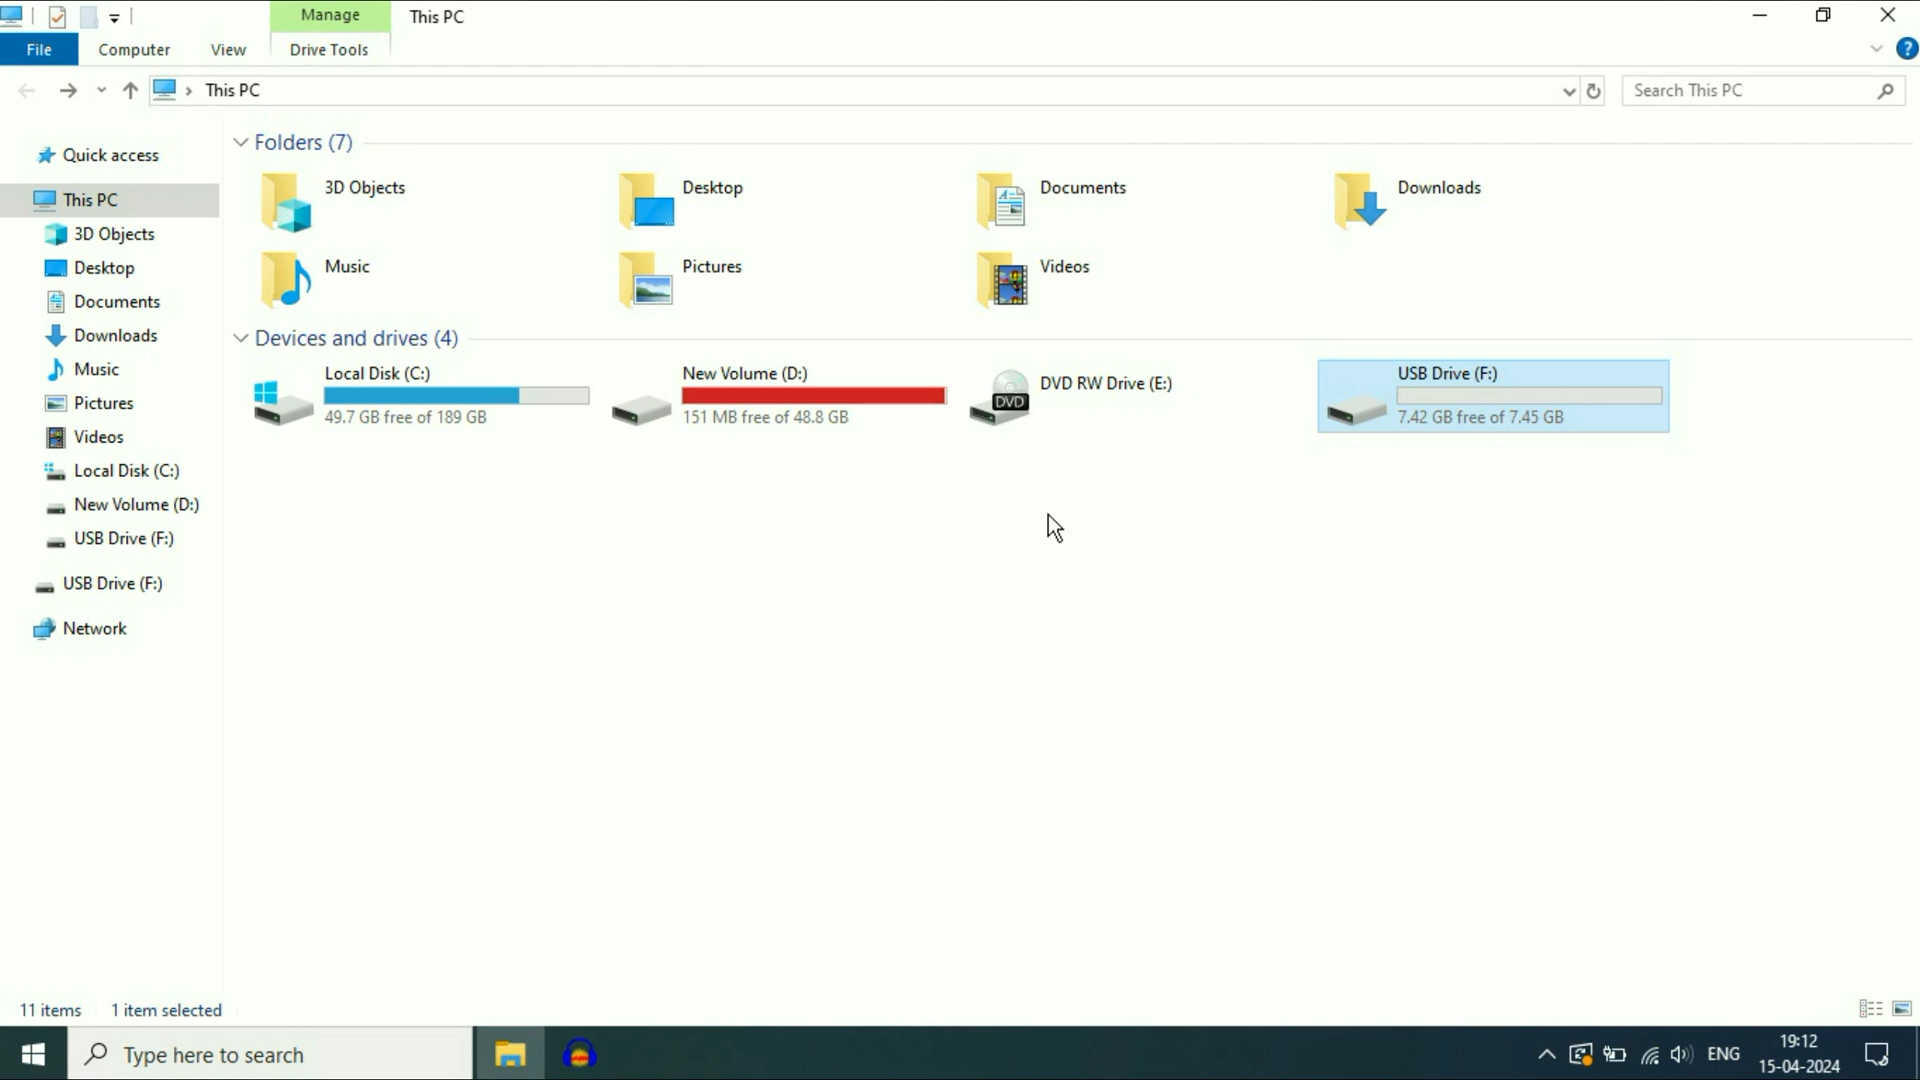 Manage
This PC
File
Computer
View
Drive Tools
This PC
Search This PC
Quick access
This PC
3D Objects
Desktop
Documents
Downloads
Music
Pictures
Videos
Local Disk (C:)
New Volume (D:)
USB Drive (F:)
USB Drive (F:)
Network
Folders (7)
3D Objects
Desktop
Documents
Downloads
Music
Pictures
Videos
Devices and drives (4)
Local Disk (C:)
49.7 GB free of 189 GB
New Volume (D:)
151 MB free of 48.8 GB
DVD
DVD RW Drive (E:)
USB Drive (F:)
7.42 GB free of 7.45 GB
11 items
1 item selected
Type here to search
ENG
19:12
15-04-2024